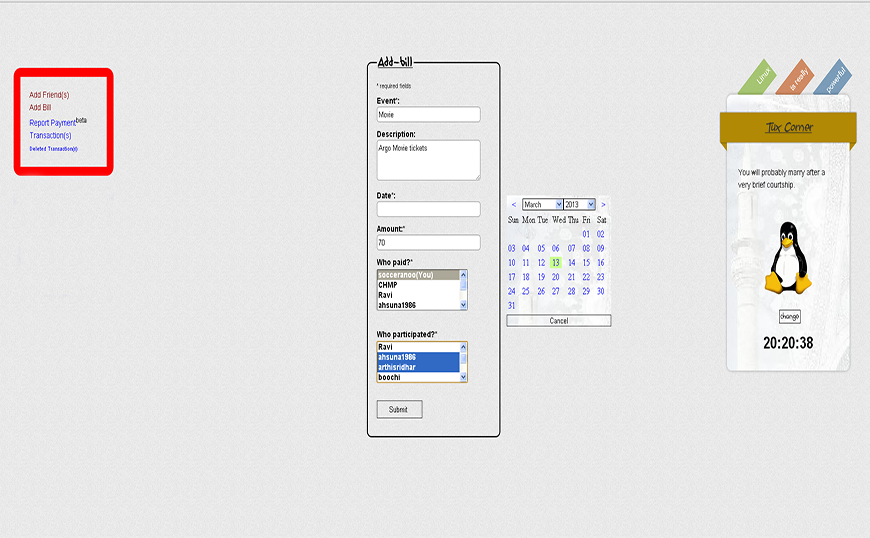 Add Friend(s)
Add Bill
Report Payment beta
Transaction(s)
Deleted Transaction(s)
Add-bill
* required fields
Event*:
Movie
Description:
Argo Movie tickets
Date*:
Amount:*
70
Who paid?*
socceranoo(You)
CHMP
Ravi
ahsuna1986
Who participated?*
Ravi
ahsuna1986
arthisridhar
boochi
Submit
< March 2013 >
Sun Mon Tue Wed Thu Fri Sat
01 02
03 04 05 06 07 08 09
10 11 12 13 14 15 16
17 18 19 20 21 22 23
24 25 26 27 28 29 30
31
Cancel
Linux
is really
powerful
Tux Corner
You will probably marry after a
very brief courtship.
change
20:20:38